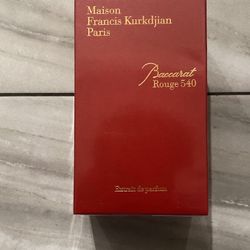 Maison
Francis Kurkdjian
Paris
Baccarat
Rouge 540
Extrait de parfum